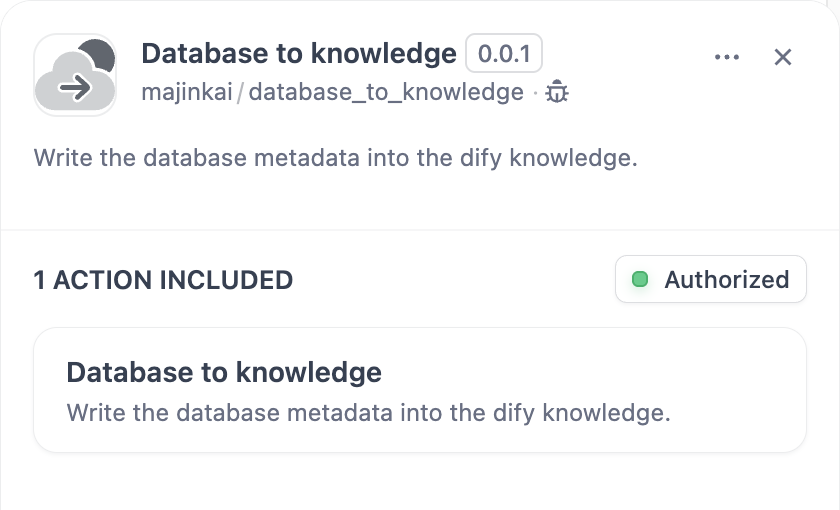 Database to knowledge 0.0.1
majinkai / database_to_knowledge ·
Write the database metadata into the dify knowledge.
1 ACTION INCLUDED
Authorized
Database to knowledge
Write the database metadata into the dify knowledge.